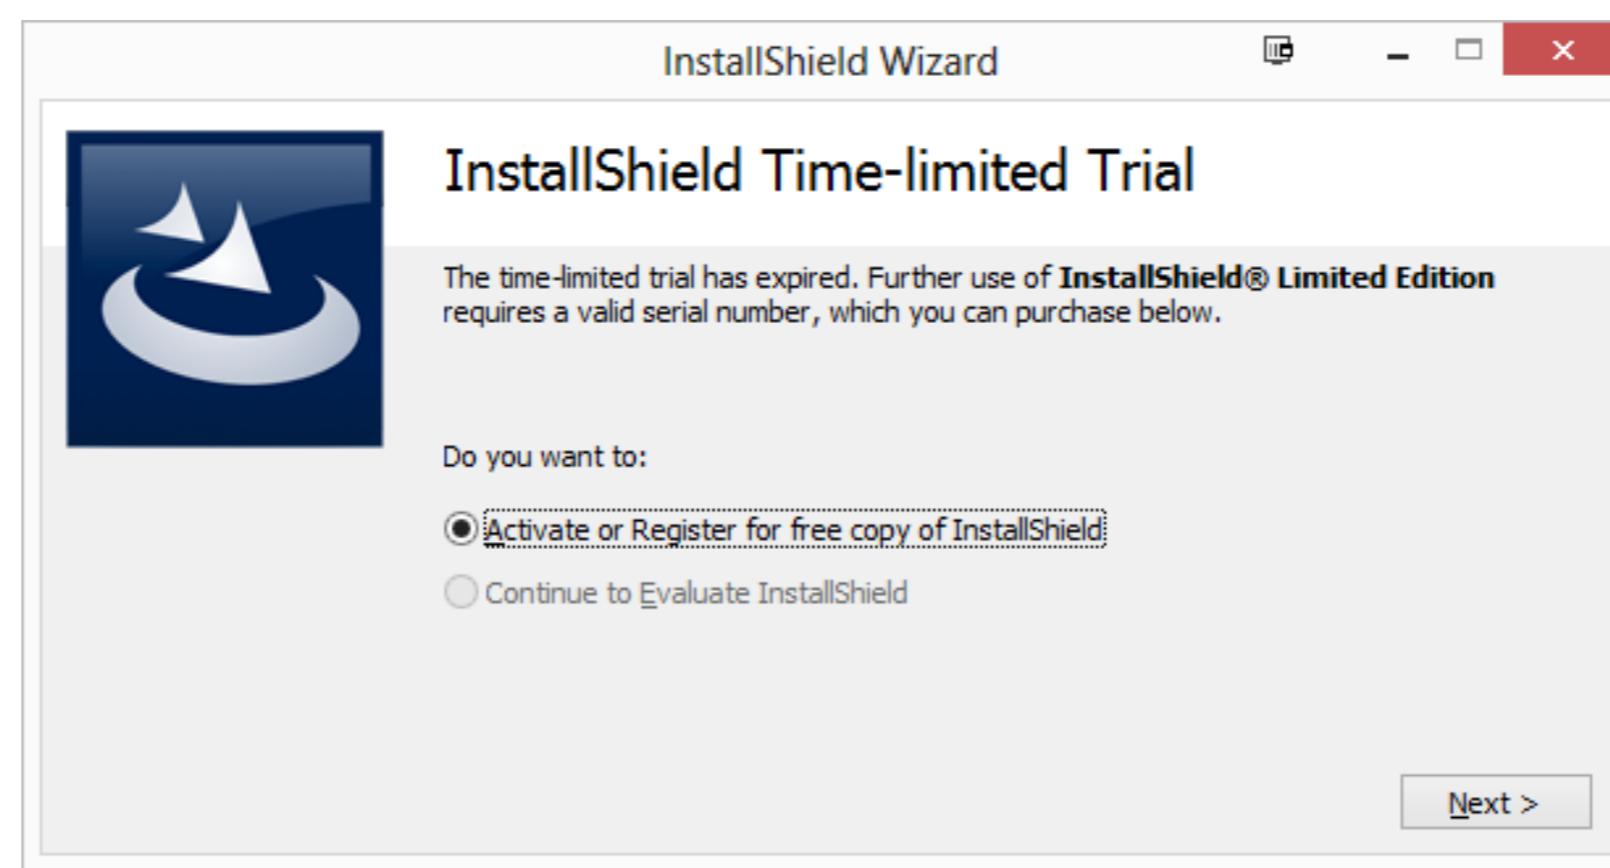 InstallShield Wizard
InstallShield Time-limited Trial
The time-limited trial has expired. Further use of InstallShield® Limited Edition
requires a valid serial number, which you can purchase below.
Do you want to:
Activate or Register for free copy of InstallShield
Continue to Evaluate InstallShield
Next >